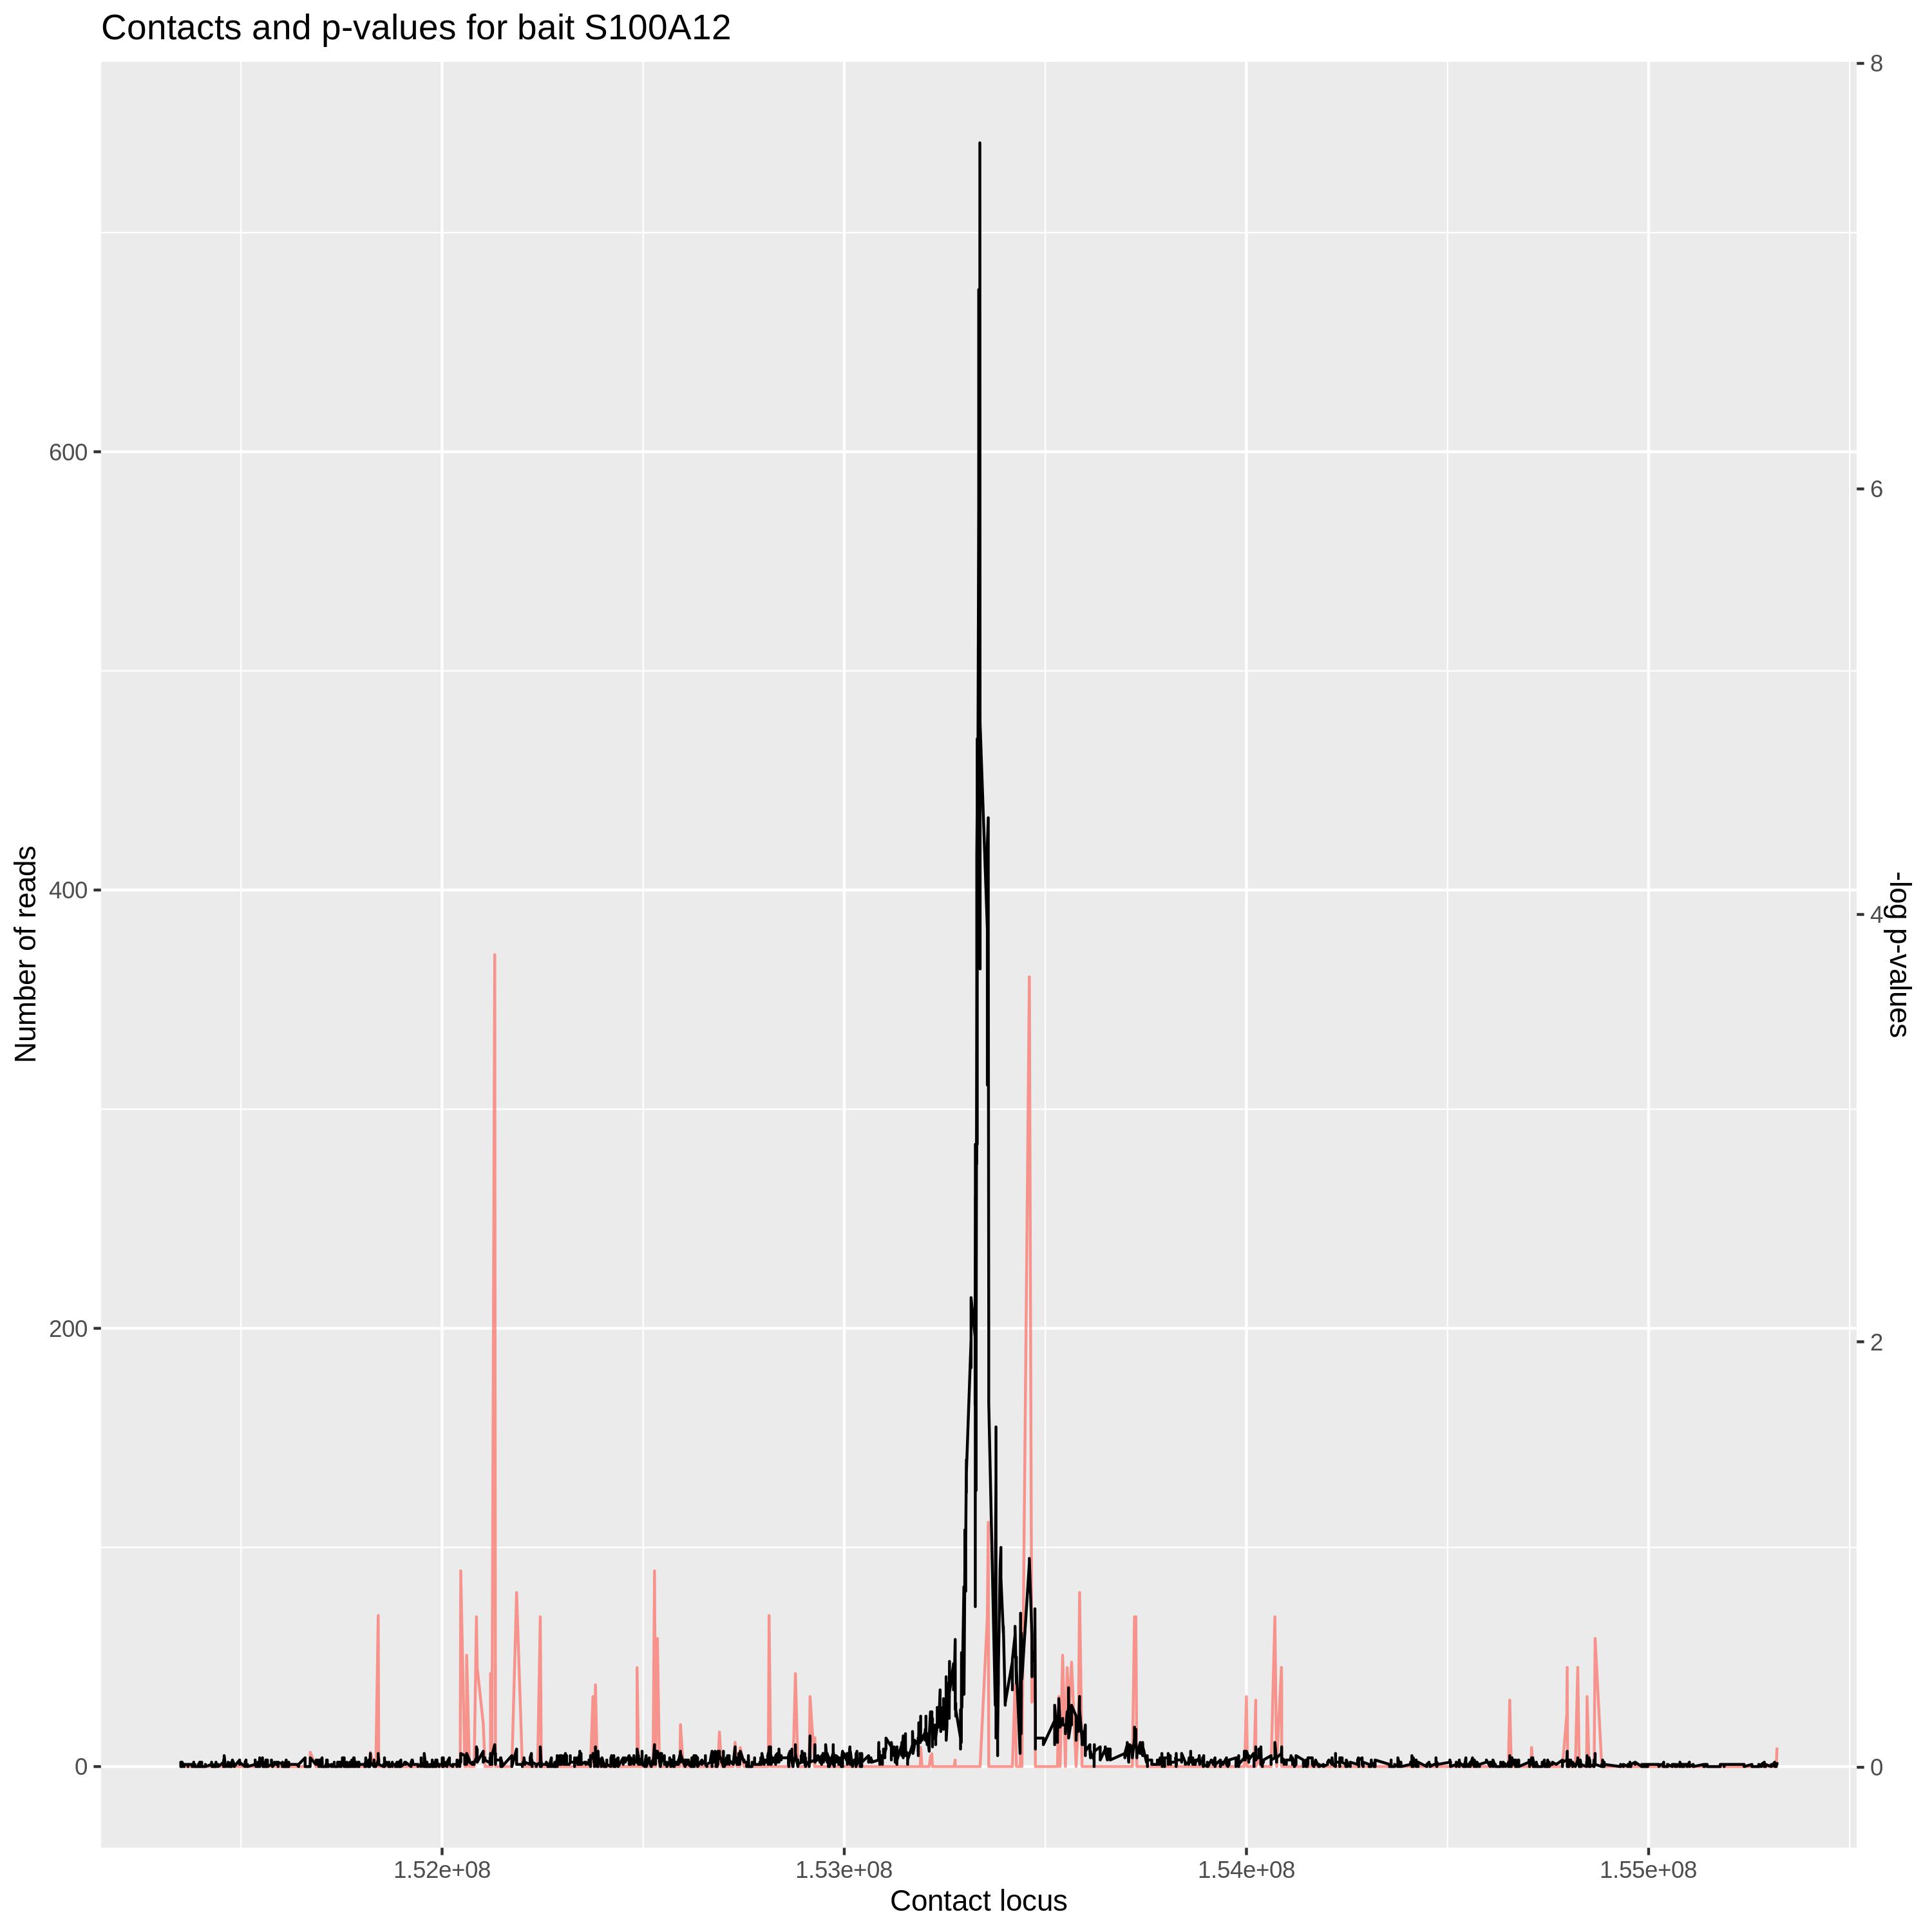 Contacts and p-values for bait S100A12
8
600
6
400
4
Number of reads
-log p-values
200
2
0
0
1.52e+08 1.53e+08 1.54e+08 1.55e+08
Contact locus